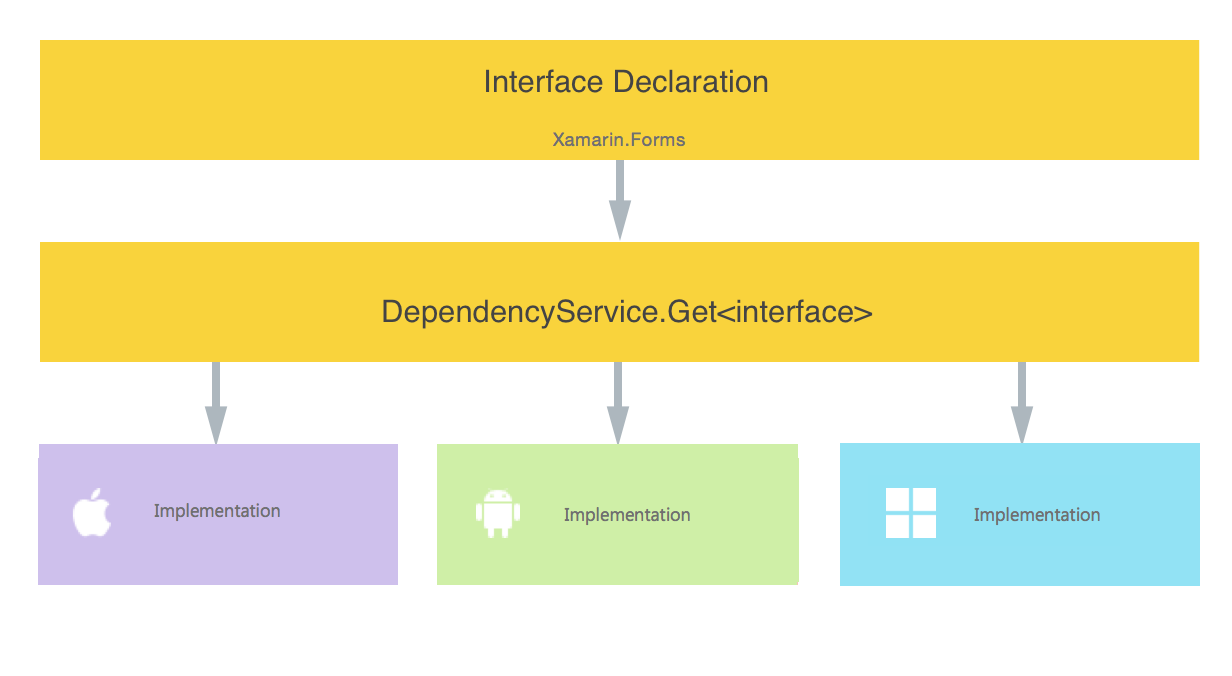 Interface Declaration
Xamarin.Forms
DependencyService.Get<interface>
Implementation
Implementation
Implementation